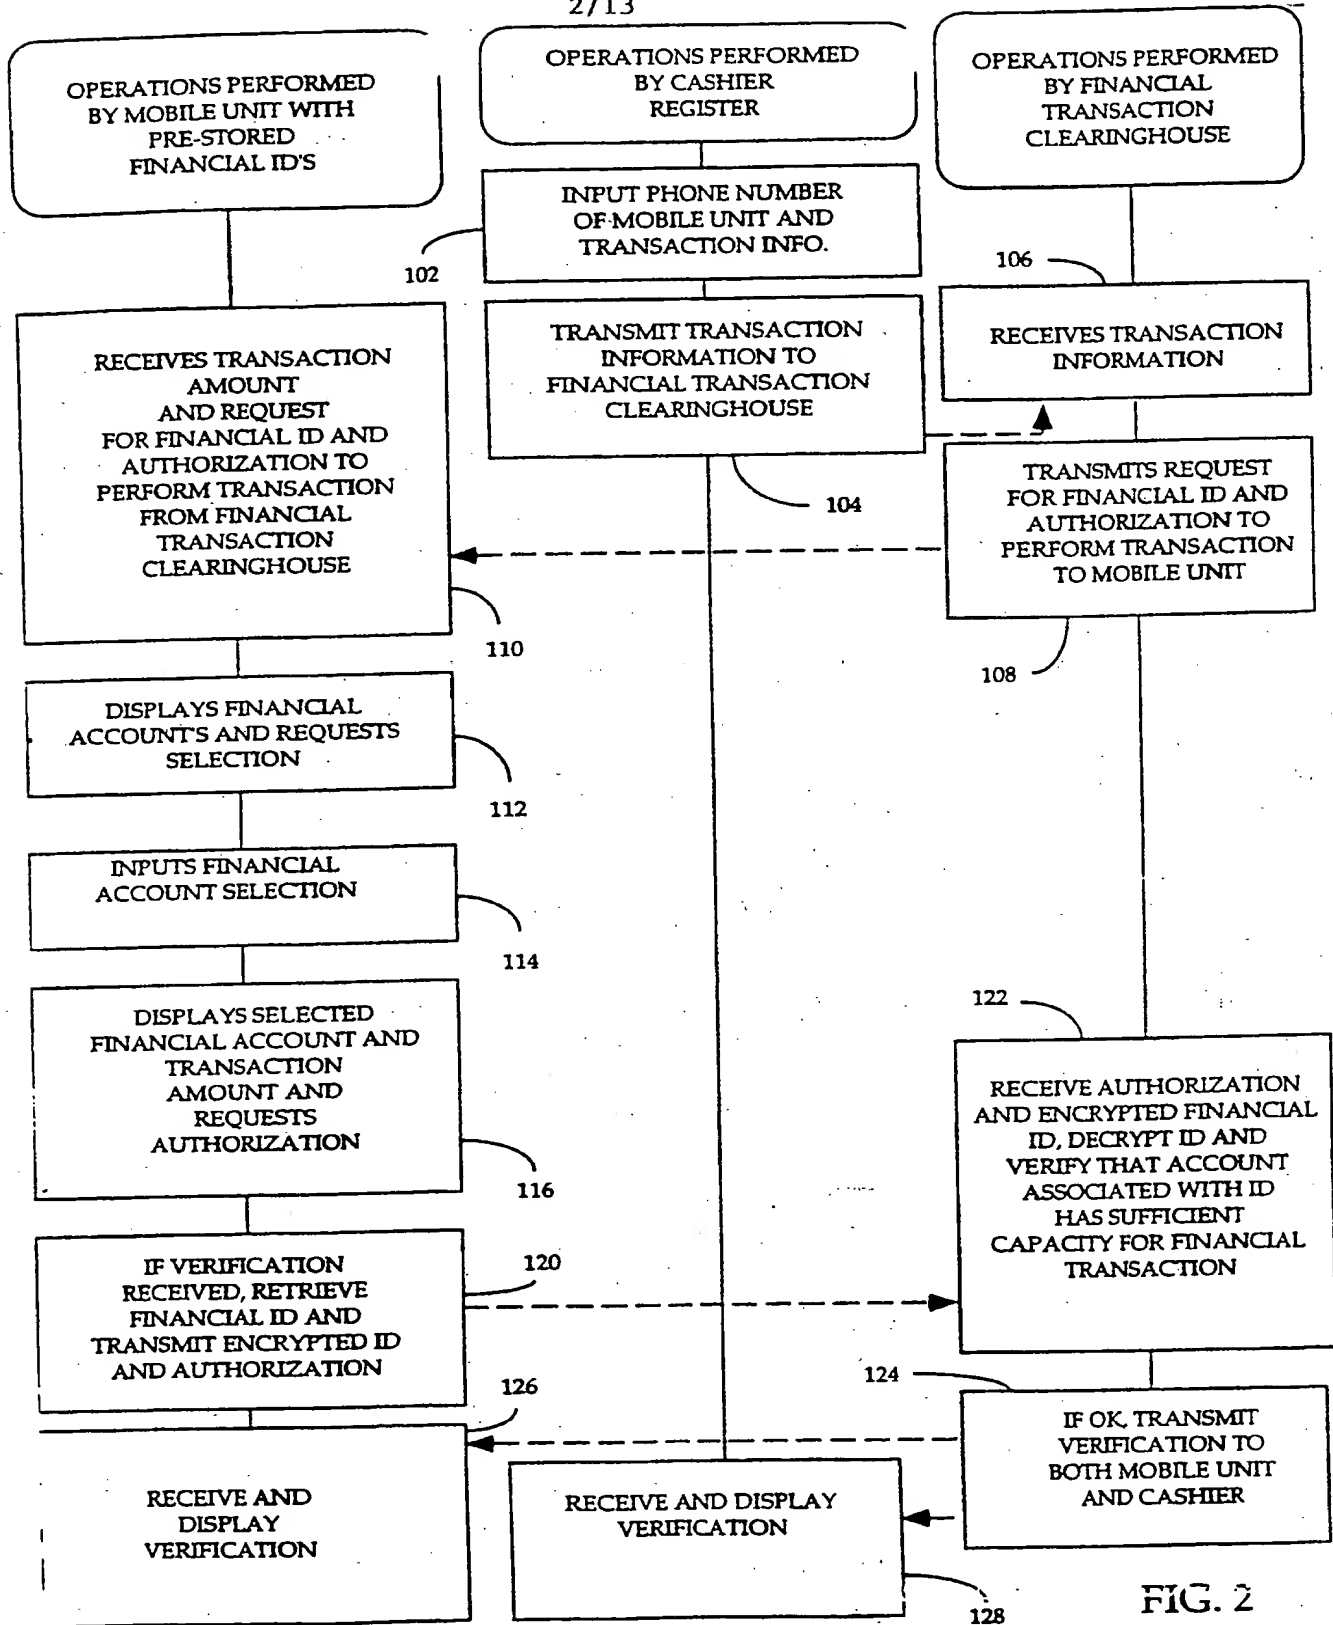 2/13
OPERATIONS PERFORMED
BY MOBILE UNIT WITH
PRE-STORED
FINANCIAL ID'S
OPERATIONS PERFORMED
BY CASHIER
REGISTER
OPERATIONS PERFORMED
BY FINANCIAL
TRANSACTION
CLEARINGHOUSE
INPUT PHONE NUMBER
OF MOBILE UNIT AND
TRANSACTION INFO.
102
106
RECEIVES TRANSACTION
AMOUNT
AND REQUEST
FOR FINANCIAL ID AND
AUTHORIZATION TO
PERFORM TRANSACTION
FROM FINANCIAL
TRANSACTION
CLEARINGHOUSE
TRANSMIT TRANSACTION
INFORMATION TO
FINANCIAL TRANSACTION
CLEARINGHOUSE
RECEIVES TRANSACTION
INFORMATION
104
TRANSMITS REQUEST
FOR FINANCIAL ID AND
AUTHORIZATION TO
PERFORM TRANSACTION
TO MOBILE UNIT
110
108
DISPLAYS FINANCIAL
ACCOUNT'S AND REQUESTS
SELECTION
112
INPUTS FINANCIAL
ACCOUNT SELECTION
114
DISPLAYS SELECTED
FINANCIAL ACCOUNT AND
TRANSACTION
AMOUNT AND
REQUESTS
AUTHORIZATION
116
122
RECEIVE AUTHORIZATION
AND ENCRYPTED FINANCIAL
ID, DECRYPT ID AND
VERIFY THAT ACCOUNT
ASSOCIATED WITH ID
HAS SUFFICIENT
CAPACITY FOR FINANCIAL
TRANSACTION
IF VERIFICATION
RECEIVED, RETRIEVE
FINANCIAL ID AND
TRANSMIT ENCRYPTED ID
AND AUTHORIZATION
120
126
124
IF OK, TRANSMIT
VERIFICATION TO
BOTH MOBILE UNIT
AND CASHIER
RECEIVE AND
DISPLAY
VERIFICATION
RECEIVE AND DISPLAY
VERIFICATION
128
FIG. 2